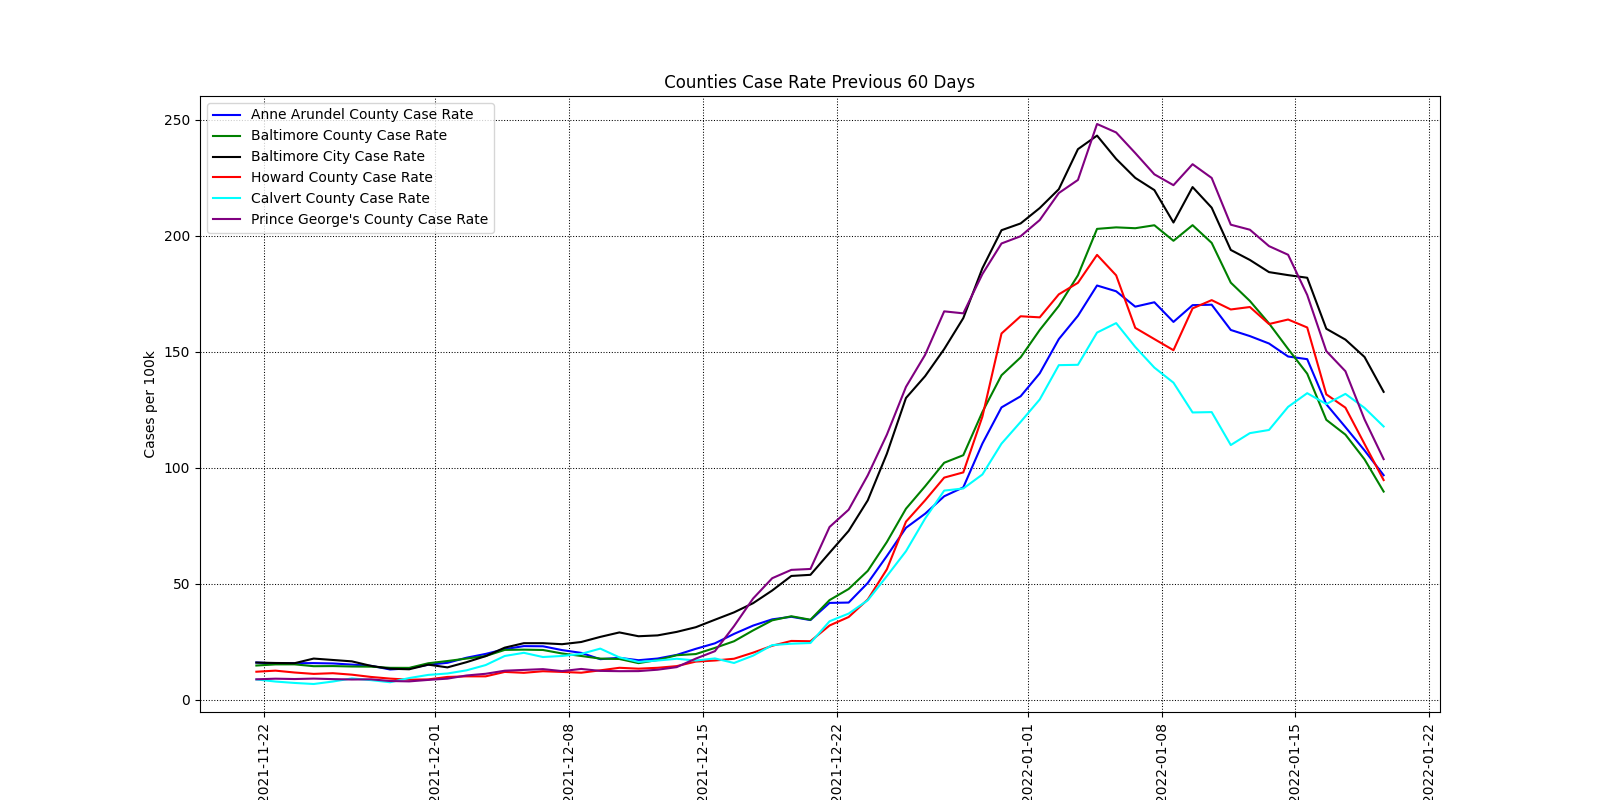 Counties Case Rate Previous 60 Days
Anne Arundel County Case Rate
Baltimore County Case Rate
Baltimore City Case Rate
Howard County Case Rate
Calvert County Case Rate
Prince George's County Case Rate
250
200
150
100
50
0
Cases per 100k
2021-11-22
2021-12-01
2021-12-08
2021-12-15
2021-12-22
2022-01-01
2022-01-08
2022-01-15
2022-01-22